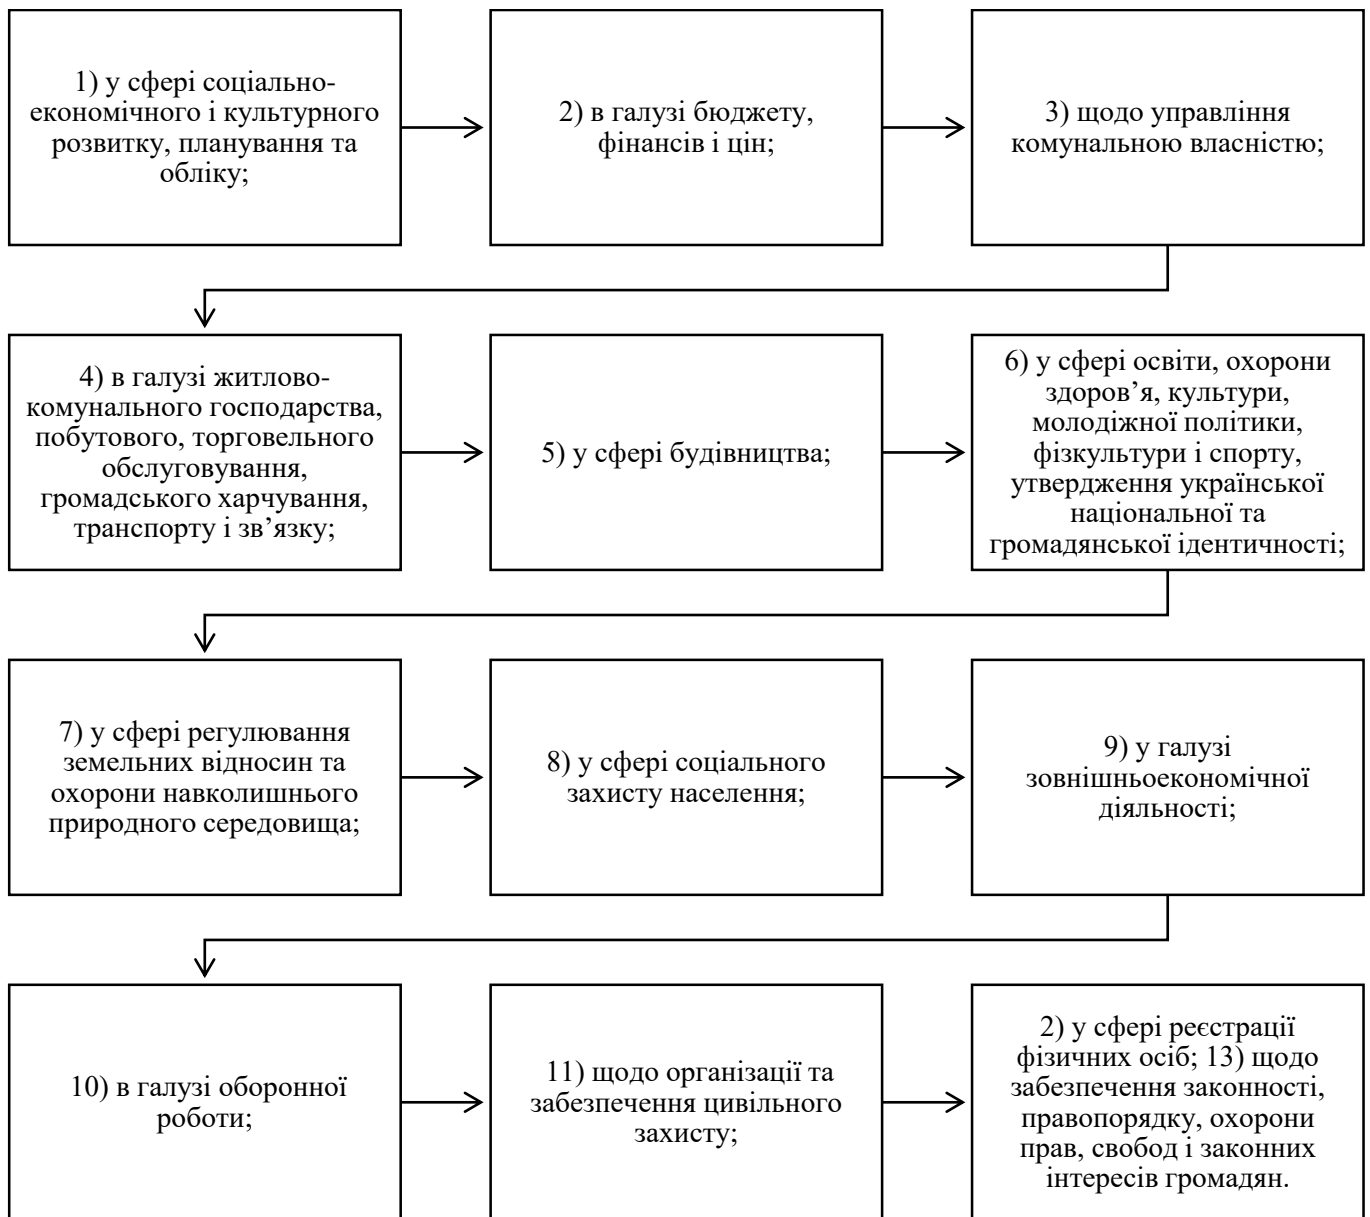 1) у сфері соціально-
економічного і культурного
розвитку, планування та
обліку;
2) в галузі бюджету,
фінансів і цін;
3) щодо управління
комунальною власністю;
4) в галузі житлово-
комунального господарства,
побутового, торговельного
обслуговування,
громадського харчування,
транспорту і зв’язку;
5) у сфері будівництва;
6) у сфері освіти, охорони
здоров’я, культури,
молодіжної політики,
фізкультури і спорту,
утвердження української
національної та
громадянської ідентичності;
7) у сфері регулювання
земельних відносин та
охорони навколишнього
природного середовища;
8) у сфері соціального
захисту населення;
9) у галузі
зовнішньоекономічної
діяльності;
10) в галузі оборонної
роботи;
11) щодо організації та
забезпечення цивільного
захисту;
2) у сфері реєстрації
фізичних осіб; 13) щодо
забезпечення законності,
правопорядку, охорони
прав, свобод і законних
інтересів громадян.